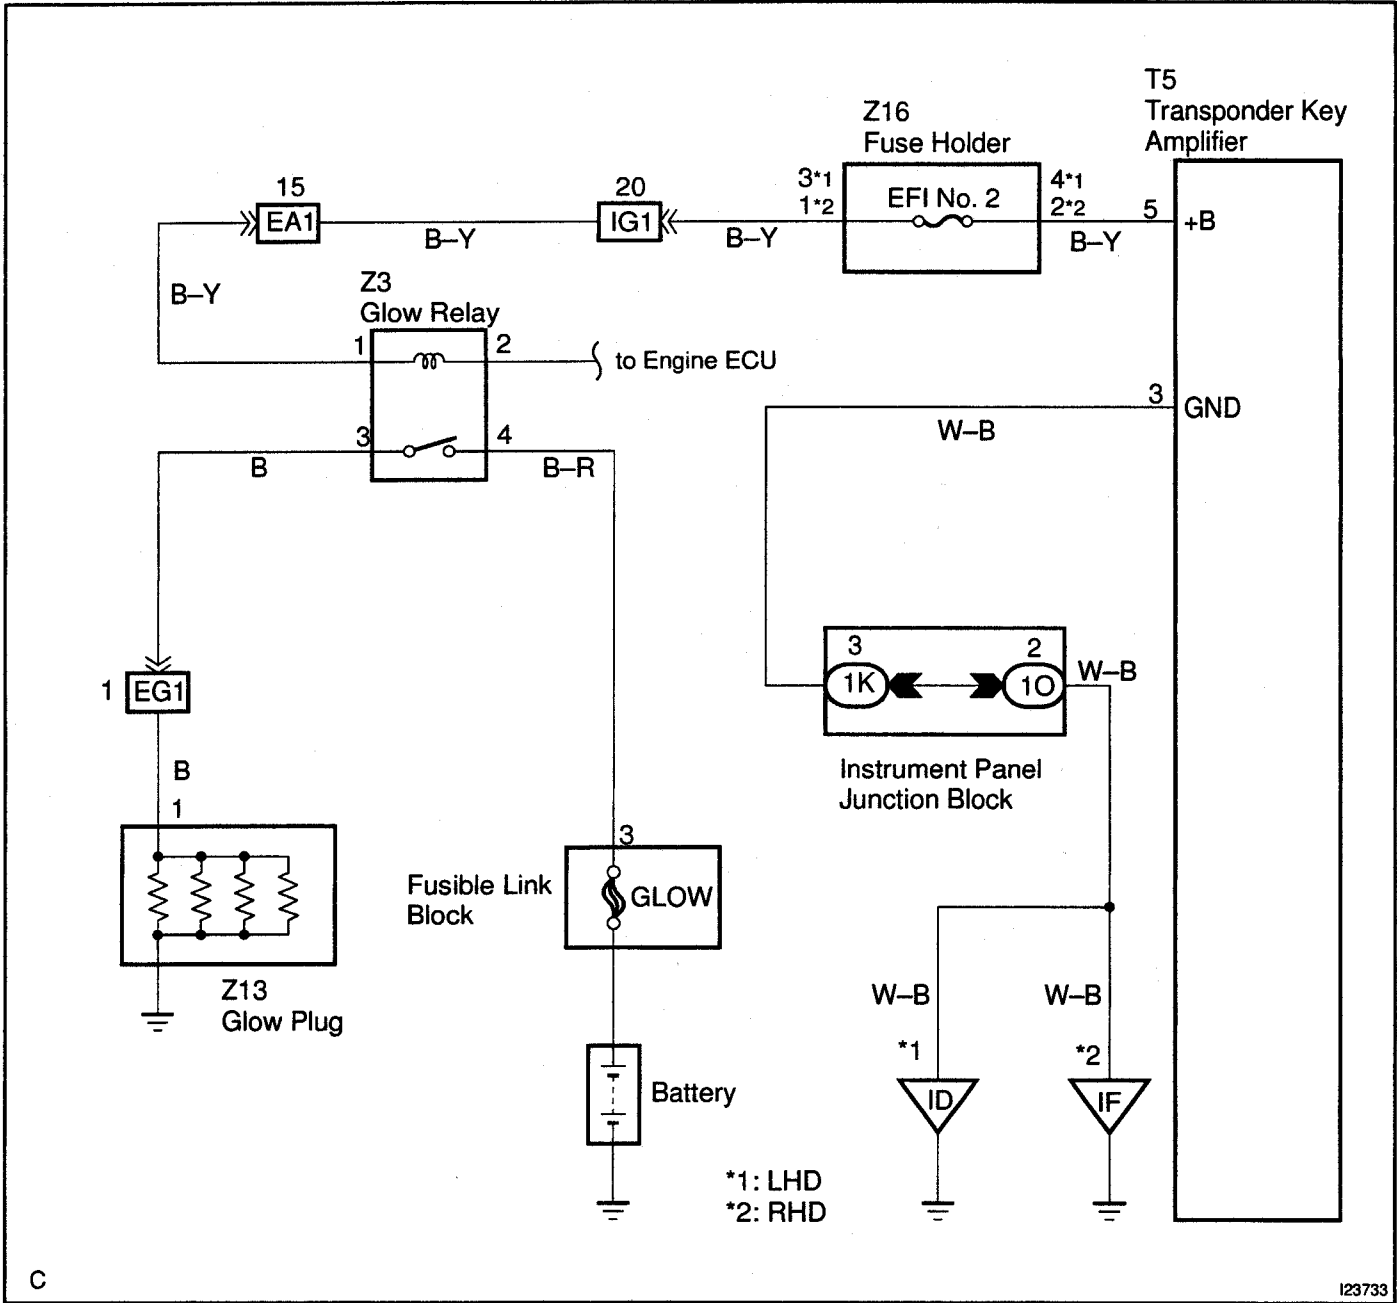 T5
Transponder Key
Amplifier
Z16
Fuse Holder
3*1
1*2
EFI No. 2
4*1
2*2
5
+B
15
EA1
B–Y
20
IG1
B–Y
B–Y
B–Y
Z3
Glow Relay
1
2
to Engine ECU
3
4
B
B–R
3
GND
W–B
1
EG1
B
1
3
1K
2
1O
W–B
Instrument Panel
Junction Block
3
Fusible Link
Block
GLOW
Z13
Glow Plug
W–B
W–B
*1
*2
ID
IF
Battery
*1: LHD
*2: RHD
C
I23733